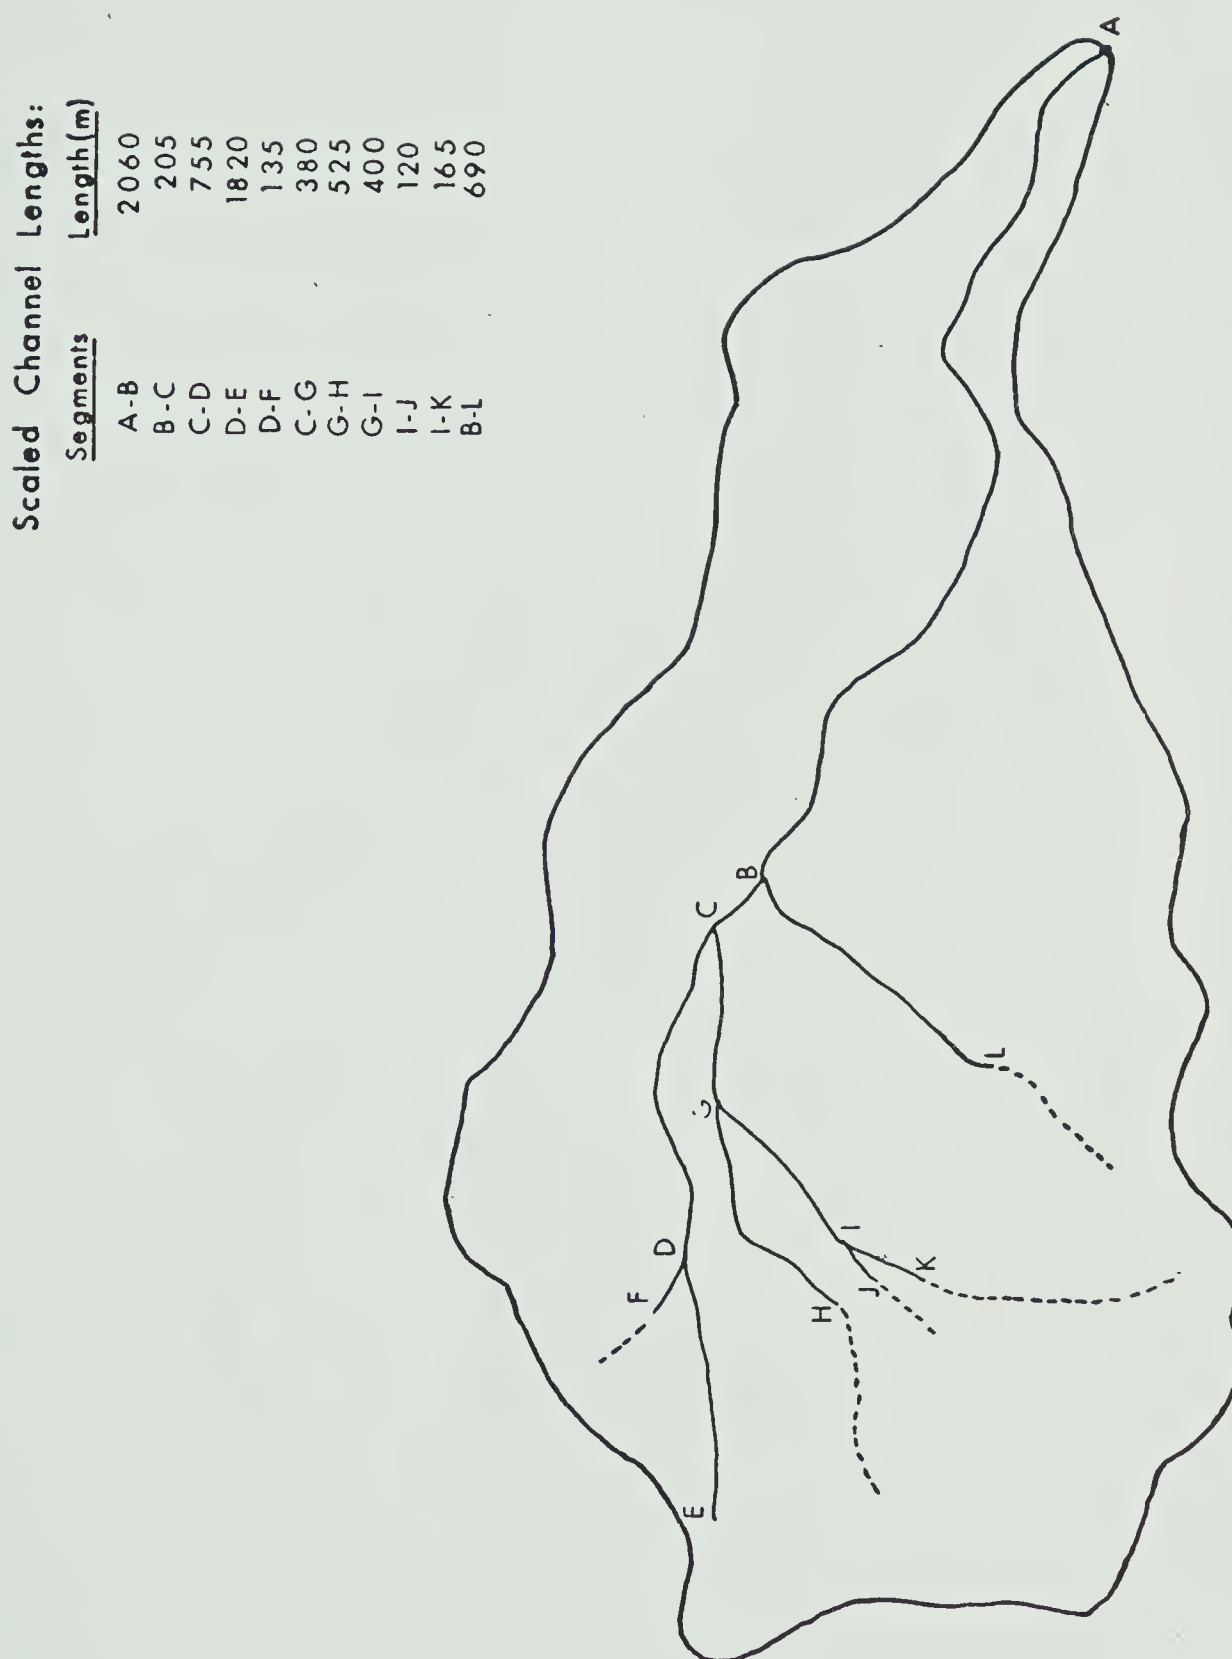 Scaled Channel Lengths:
Segments Length(m)
A-B 2060
B-C 205
C-D 755
D-E 1820
D-F 135
C-G 380
G-H 525
G-I 400
I-J 120
I-K 165
B-L 690
A
B
C
L
G
D
I
F
K
J
H
E